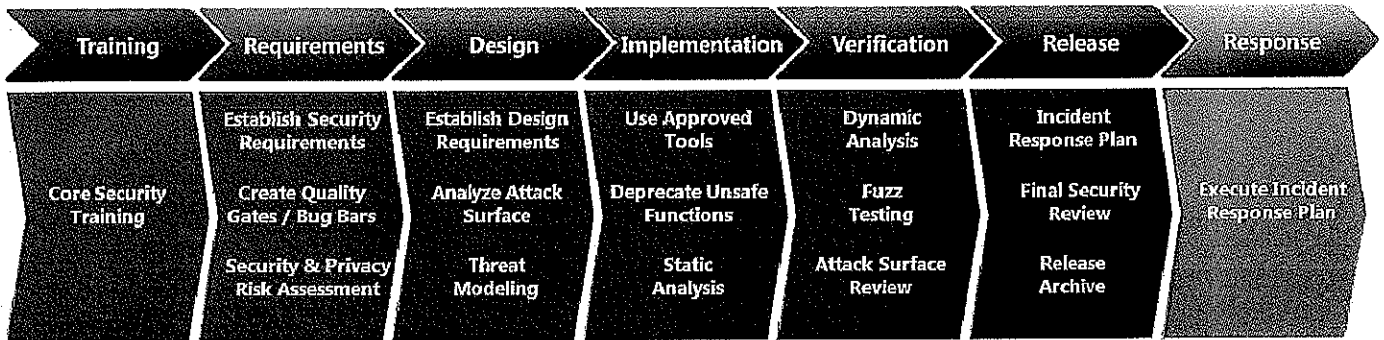 Training
Requirements
Design
Implementation
Verification
Release
Response
Core Security
Training
Establish Security
Requirements
Create Quality
Gates / Bug Bars
Security & Privacy
Risk Assessment
Establish Design
Requirements
Analyze Attack
Surface
Threat
Modeling
Use Approved
Tools
Deprecate Unsafe
Functions
Static
Analysis
Dynamic
Analysis
Fuzz
Testing
Attack Surface
Review
Incident
Response Plan
Final Security
Review
Release
Archive
Execute Incident
Response Plan